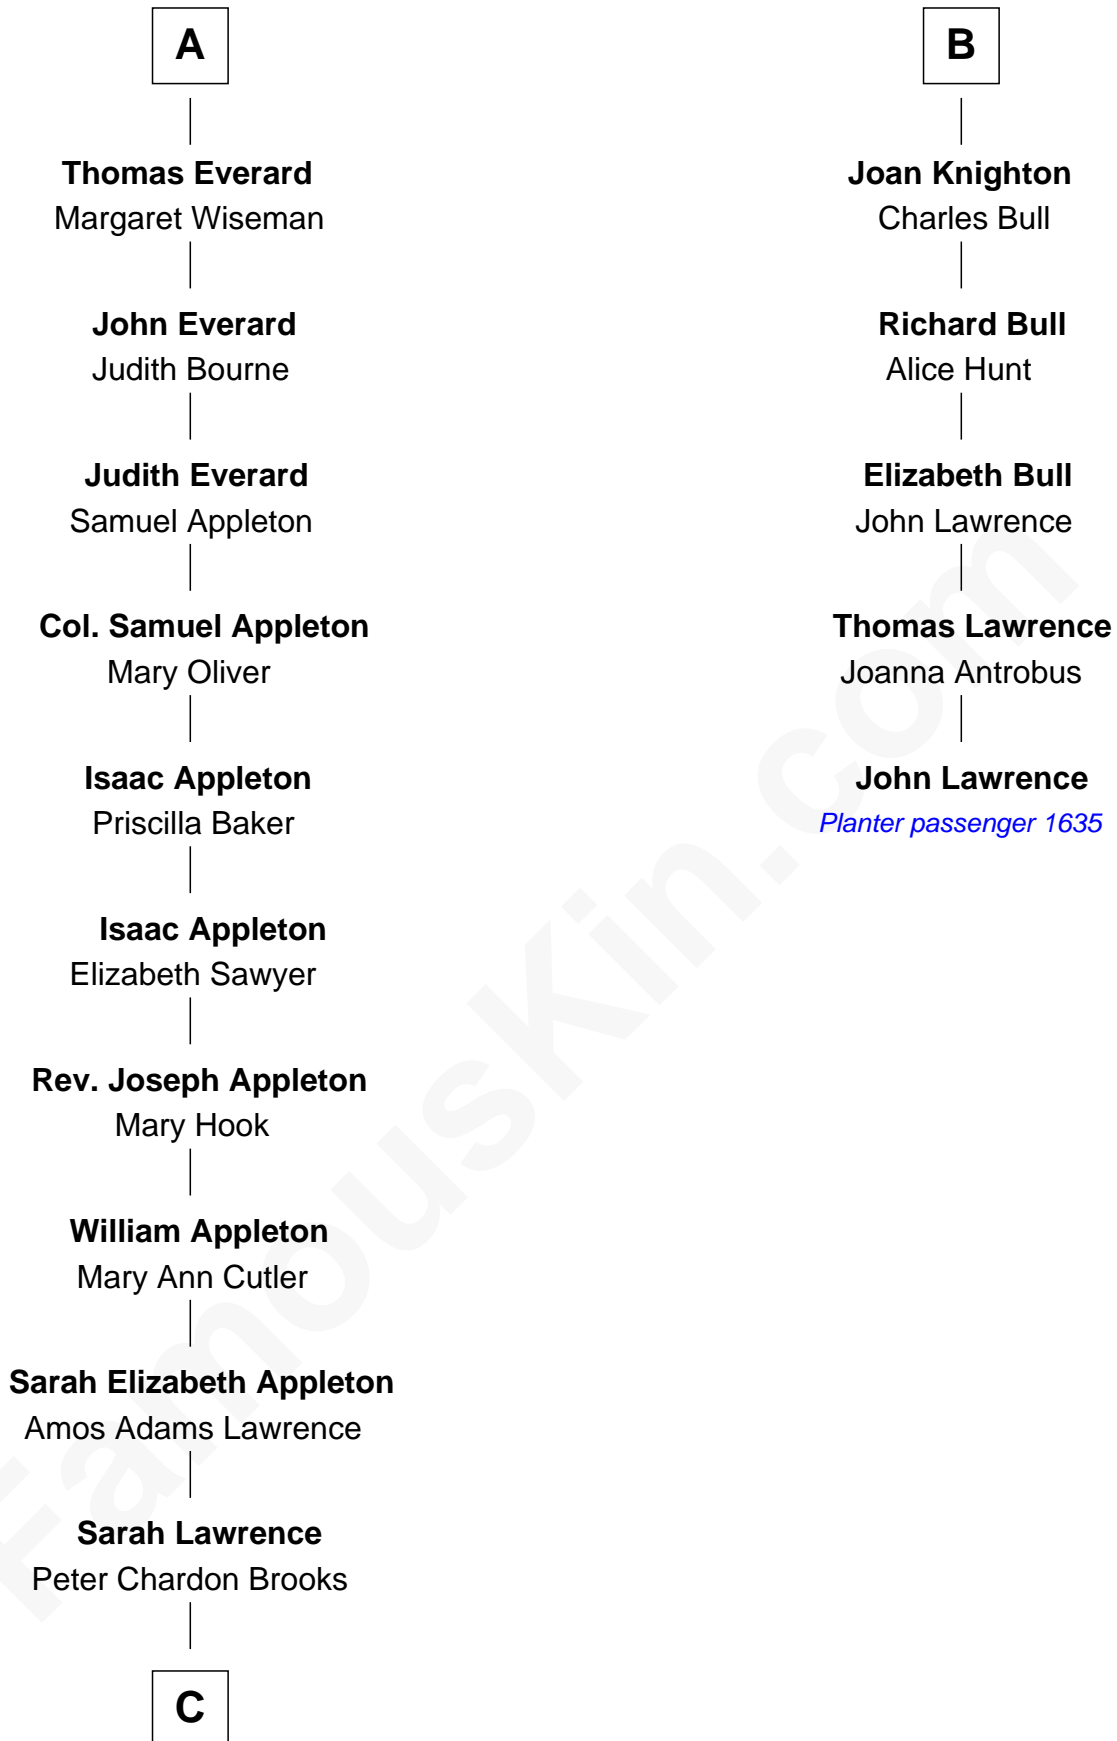 A
Thomas Everard
Margaret Wiseman
John Everard
Judith Bourne
Judith Everard
Samuel Appleton
Col. Samuel Appleton
Mary Oliver
Isaac Appleton
Priscilla Baker
Isaac Appleton
Elizabeth Sawyer
Rev. Joseph Appleton
Mary Hook
William Appleton
Mary Ann Cutler
Sarah Elizabeth Appleton
Amos Adams Lawrence
Sarah Lawrence
Peter Chardon Brooks
C
B
Joan Knighton
Charles Bull
Richard Bull
Alice Hunt
Elizabeth Bull
John Lawrence
Thomas Lawrence
Joanna Antrobus
John Lawrence
Planter passenger 1635
FamousKin.com